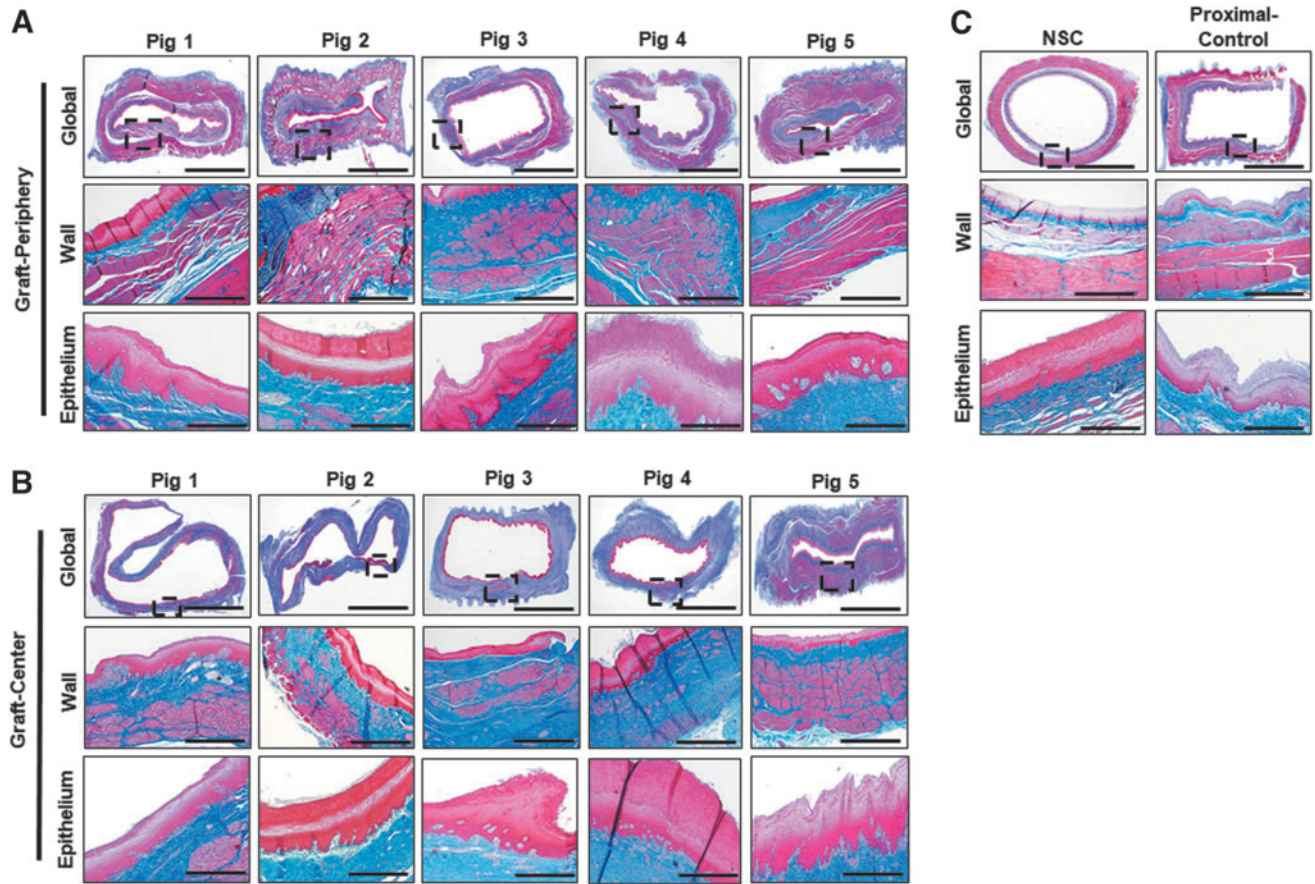 A
Pig 1 Pig 2 Pig 3 Pig 4 Pig 5
Graft-Periphery
Global
Wall
Epithelium
B
Pig 1 Pig 2 Pig 3 Pig 4 Pig 5
Graft-Center
Global
Wall
Epithelium
C
NSC
Proximal-
Control
Global
Wall
Epithelium